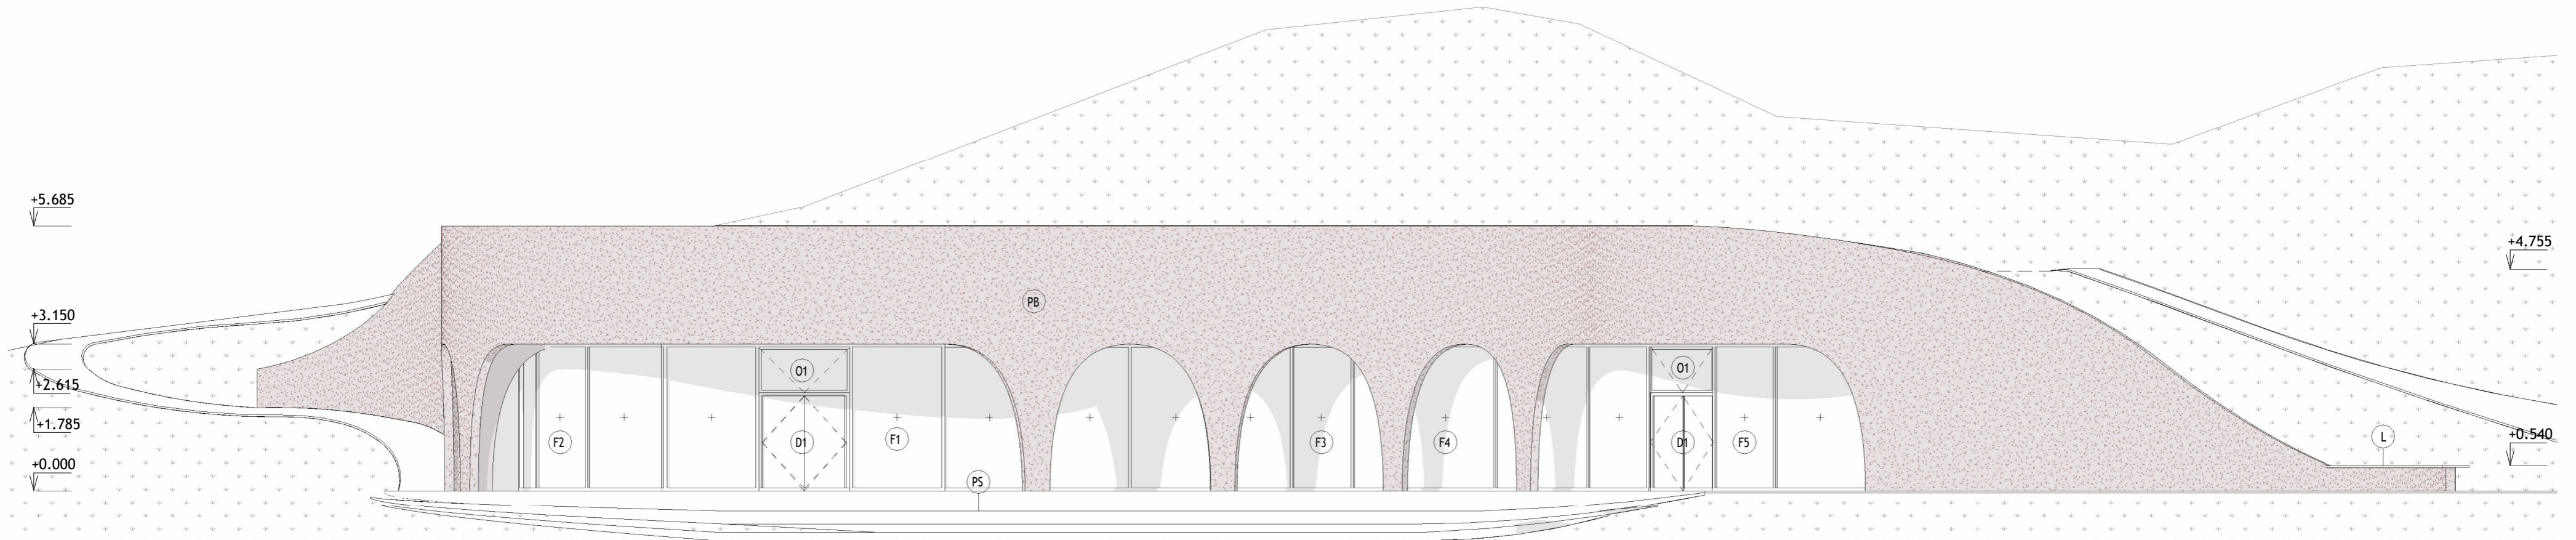 +5.685
+4.755
PB
+3.150
O1
O1
+2.615
+1.785
F2
D1
F1
F3
F4
D1
F5
L
+0.540
+0.000
PS